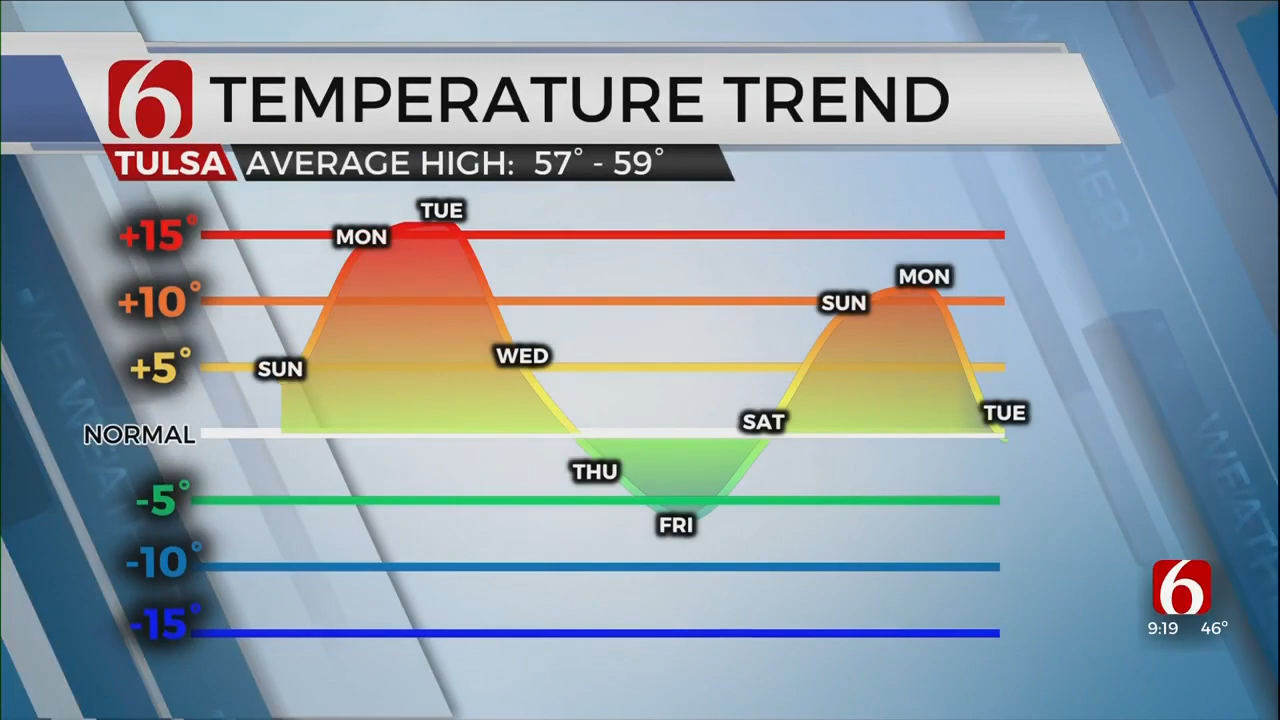 6 TEMPERATURE TREND
TULSA AVERAGE HIGH: 57° - 59°
TUE
+15°
MON
MON
+10°
SUN
WED
+5°
SUN
TUE
SAT
NORMAL
THU
-5°
FRI
-10°
-15°
6
9:19 46°